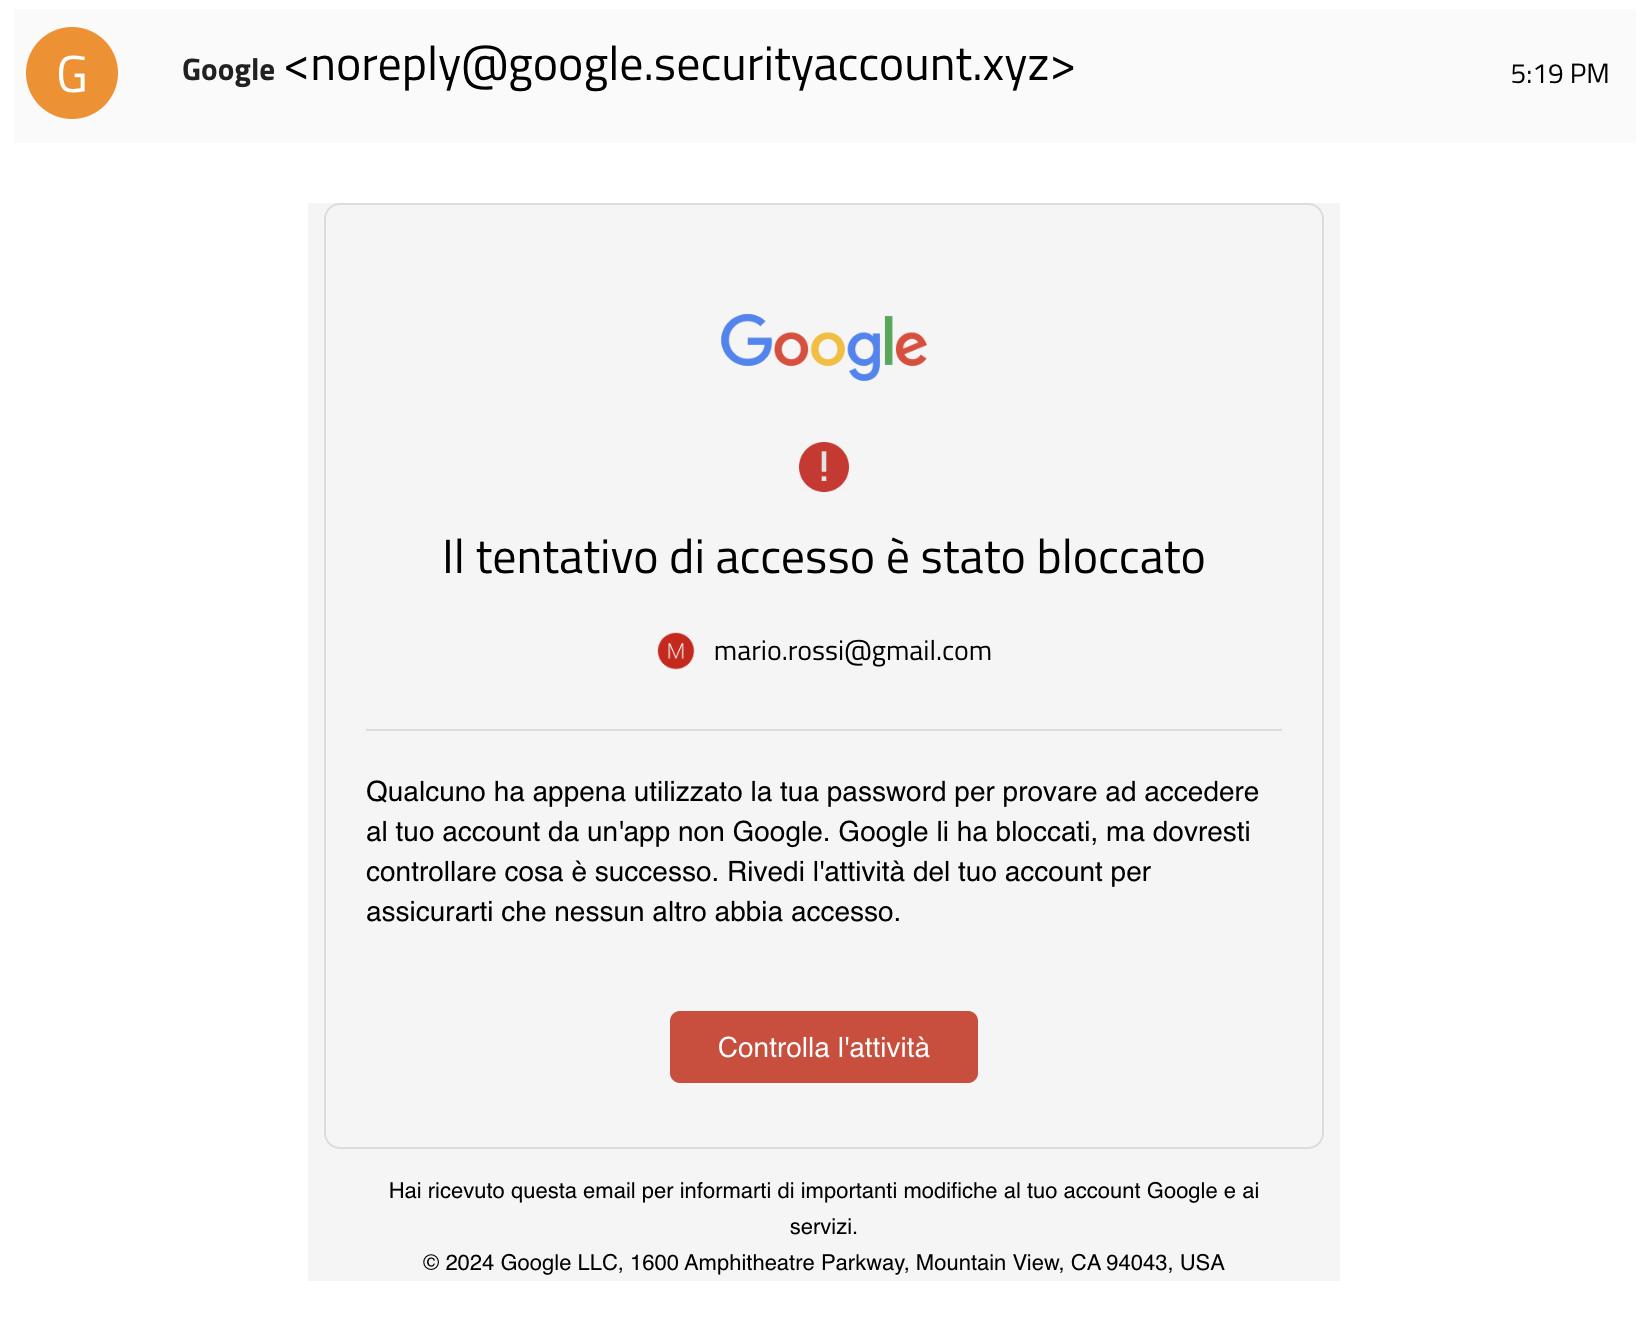 G
Google <noreply@google.securityaccount.xyz>
5:19 PM
Google
!
Il tentativo di accesso è stato bloccato
M mario.rossi@gmail.com
Qualcuno ha appena utilizzato la tua password per provare ad accedere
al tuo account da un'app non Google. Google li ha bloccati, ma dovresti
controllare cosa è successo. Rivedi l'attività del tuo account per
assicurarti che nessun altro abbia accesso.
Controlla l'attività
Hai ricevuto questa email per informarti di importanti modifiche al tuo account Google e ai
servizi.
© 2024 Google LLC, 1600 Amphitheatre Parkway, Mountain View, CA 94043, USA